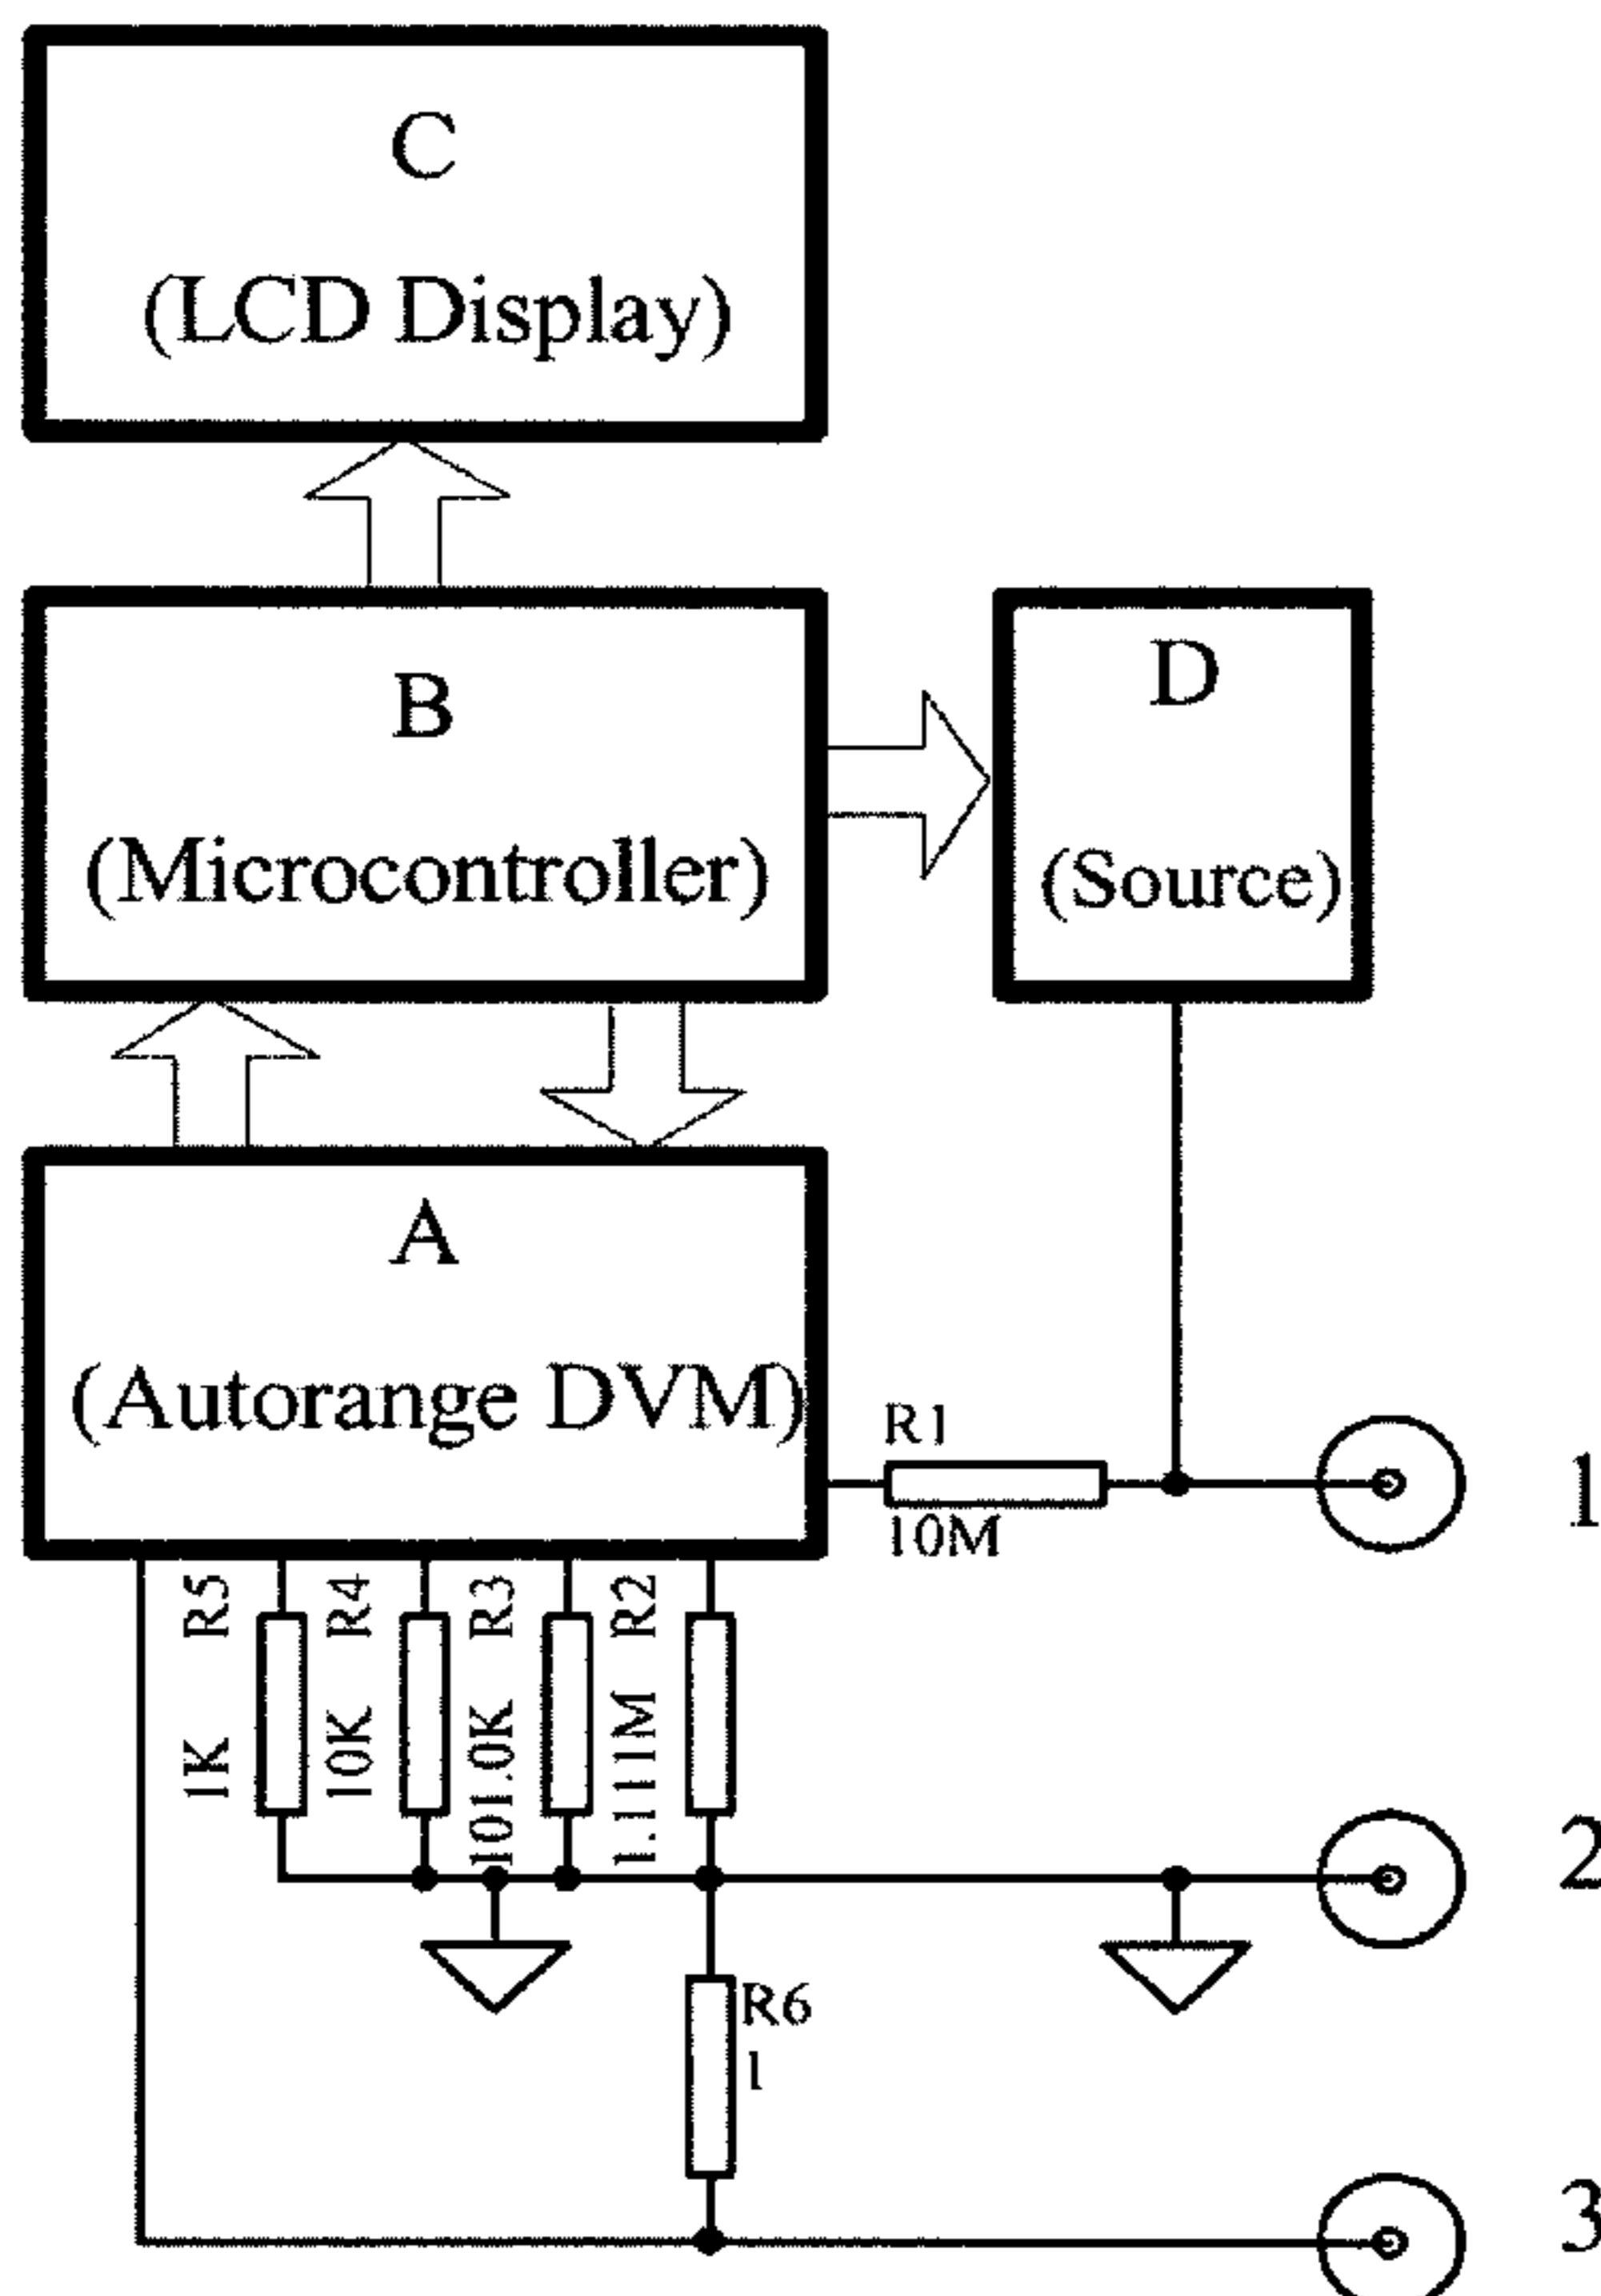 C
(LCD Display)
B
(Microcontroller)
D
(Source)
A
(Autorange DVM)
R1
10M
1
R5
1K
R4
10K
R3
101.0K
R2
1.111M
2
R6
1
3